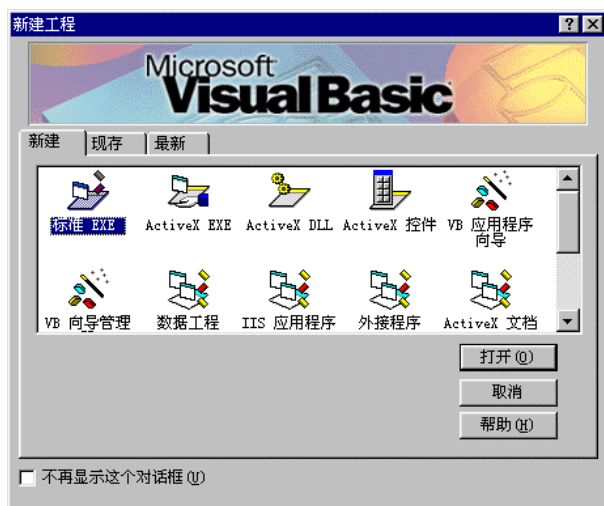 新建工程
Microsoft
Visual Basic
新建 现存 最新
标准 EXE ActiveX EXE ActiveX DLL ActiveX 控件 VB 应用程序
向导
VB 向导管理 数据工程 IIS 应用程序 外接程序 ActiveX 文档
打开(O)
取消
帮助(H)
不再显示这个对话框(U)